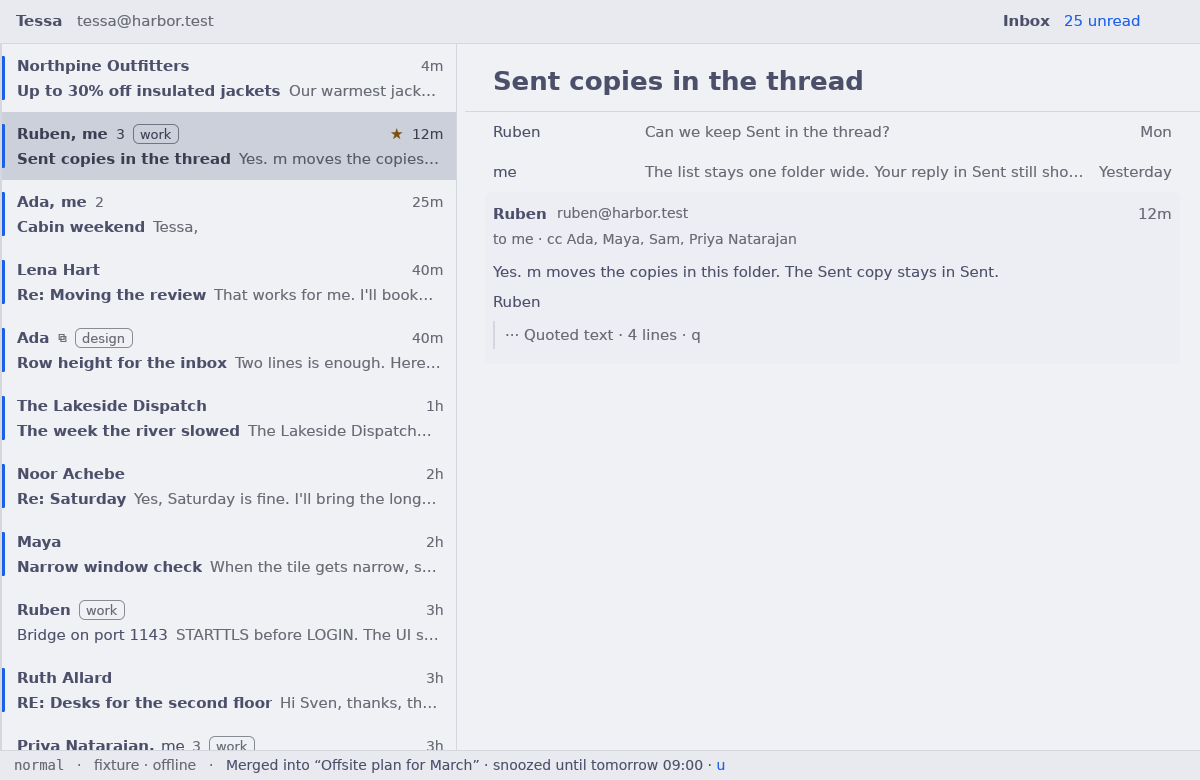 Tessa tessa@harbor.test Inbox 25 unread
Northpine Outfitters 4m
Up to 30% off insulated jackets Our warmest jack…
Ruben, me 3 work ★ 12m
Sent copies in the thread Yes. m moves the copies…
Ada, me 2 25m
Cabin weekend Tessa,
Lena Hart 40m
Re: Moving the review That works for me. I'll book…
Ada design 40m
Row height for the inbox Two lines is enough. Here…
The Lakeside Dispatch 1h
The week the river slowed The Lakeside Dispatch…
Noor Achebe 2h
Re: Saturday Yes, Saturday is fine. I'll bring the long…
Maya 2h
Narrow window check When the tile gets narrow, s…
Ruben work 3h
Bridge on port 1143 STARTTLS before LOGIN. The UI s…
Ruth Allard 3h
RE: Desks for the second floor Hi Sven, thanks, th…
Priya Natarajan, me 3 work 3h
Sent copies in the thread
Ruben Can we keep Sent in the thread? Mon
me The list stays one folder wide. Your reply in Sent still sho… Yesterday
Ruben ruben@harbor.test 12m
to me · cc Ada, Maya, Sam, Priya Natarajan
Yes. m moves the copies in this folder. The Sent copy stays in Sent.
Ruben
··· Quoted text · 4 lines · q
normal · fixture · offline · Merged into “Offsite plan for March” · snoozed until tomorrow 09:00 · u